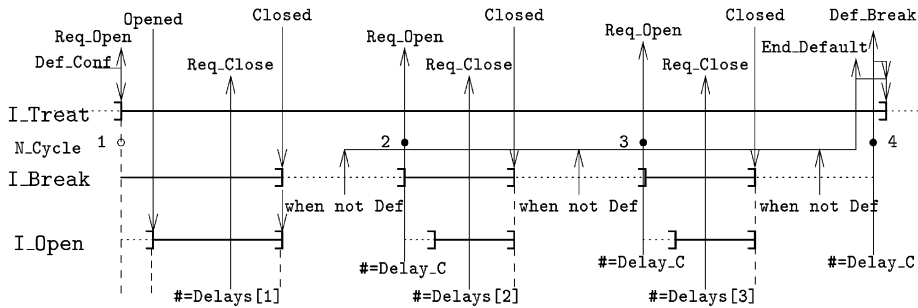 Opened Closed Closed Closed Def_Break
Req_Open Req_Open Req_Open
Def_Conf Req_Close Req_Close Req_Close End_Default
I_Treat
N_Cycle 1 2 3 4
I_Break
when not Def when not Def when not Def
I_Open
#=Delay_C #=Delay_C #=Delay_C
#=Delays[1] #=Delays[2] #=Delays[3]